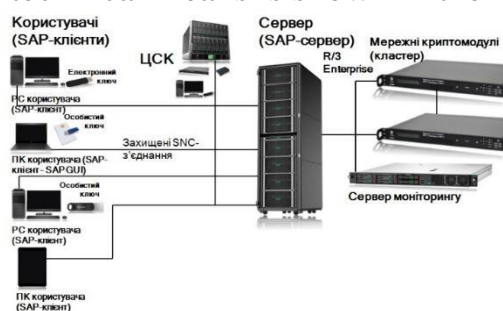 Користувачі
(SAP-клієнти)
ЦСК
Сервер
(SAP-сервер)
R/3
Enterprise
Мережні криптомодулі
(кластер)
Електронний
ключ
PC користувача
(SAP-клієнт)
Особистий
ключ
Захищені SNC-
з’єднання
ПК користувача (SAP-
клієнт - SAP GUI)
Особистий
ключ
PC користувача
(SAP-клієнт)
Сервер моніторингу
ПК користувача
(SAP-клієнт)